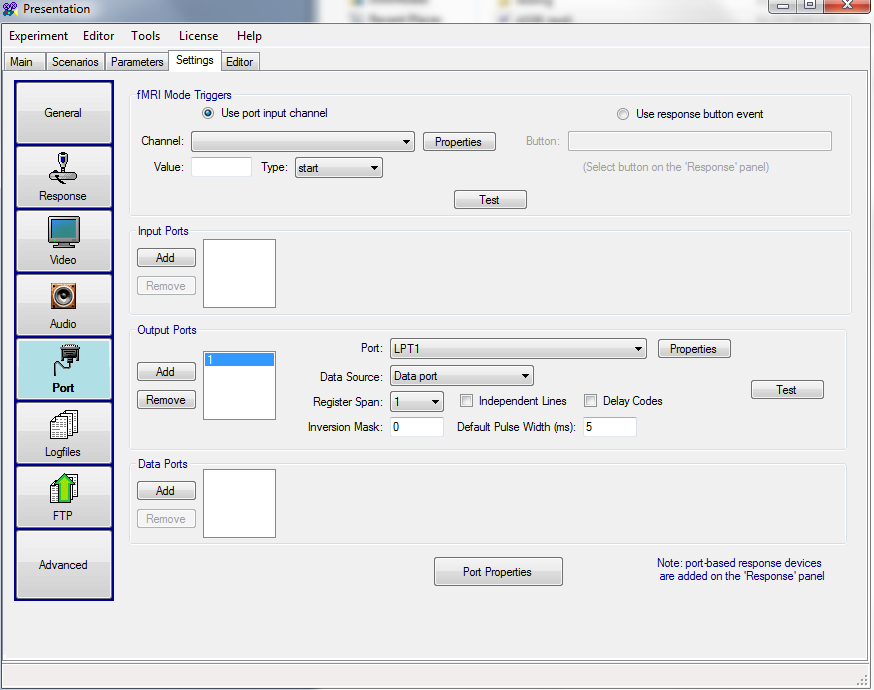 Presentation
Experiment Editor Tools License Help
Main Scenarios Parameters Settings Editor
General
Response
Video
Audio
Port
Logfiles
FTP
Advanced
fMRI Mode Triggers
Use port input channel
Use response button event
Channel: Properties
Button:
Value: Type: start
(Select button on the 'Response' panel)
Test
Input Ports
Add
Remove
Output Ports
Add
Remove
1
Port: LPT1 Properties
Data Source: Data port
Register Span: 1 Independent Lines Delay Codes
Inversion Mask: 0 Default Pulse Width (ms): 5
Test
Data Ports
Add
Remove
Port Properties
Note: port-based response devices
are added on the 'Response' panel